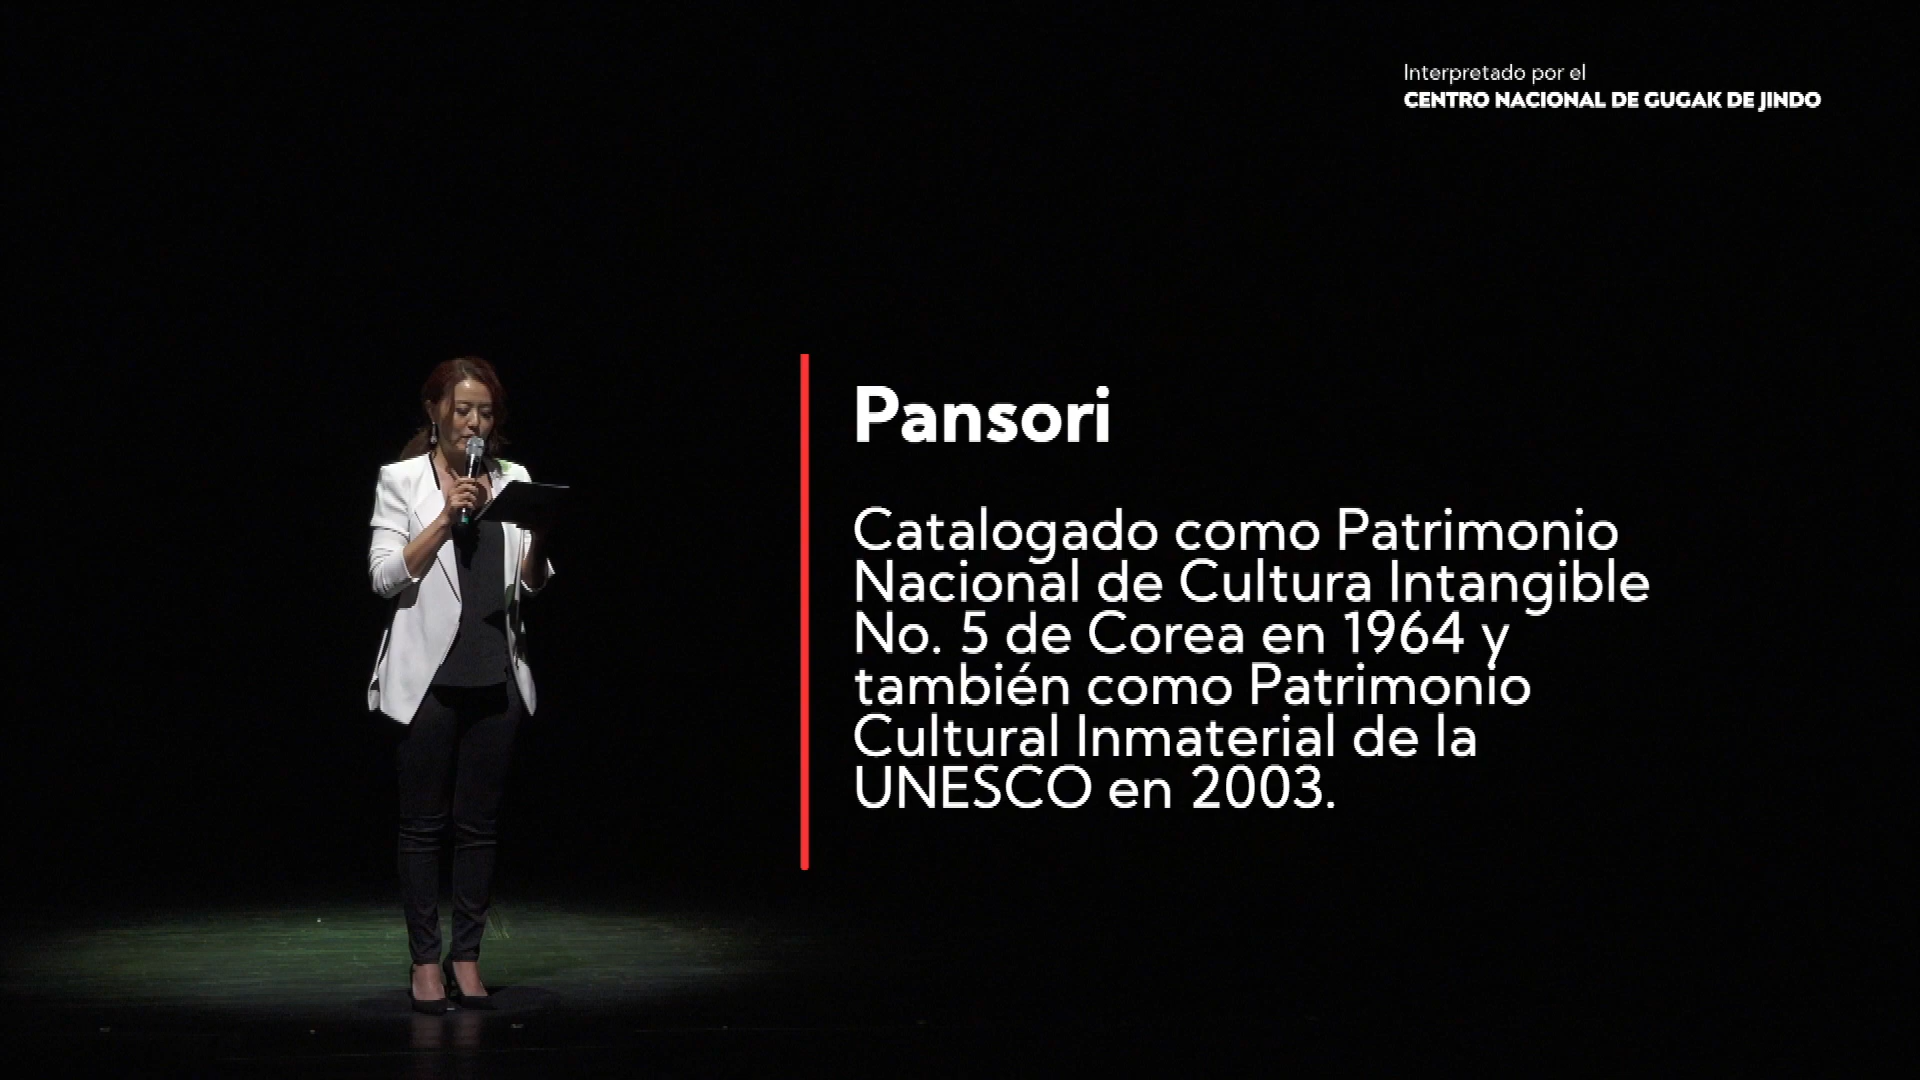 Interpretado por el
CENTRO NACIONAL DE GUGAK DE JINDO
Pansori
Catalogado como Patrimonio
Nacional de Cultura Intangible
No. 5 de Corea en 1964 y
también como Patrimonio
Cultural Inmaterial de la
UNESCO en 2003.